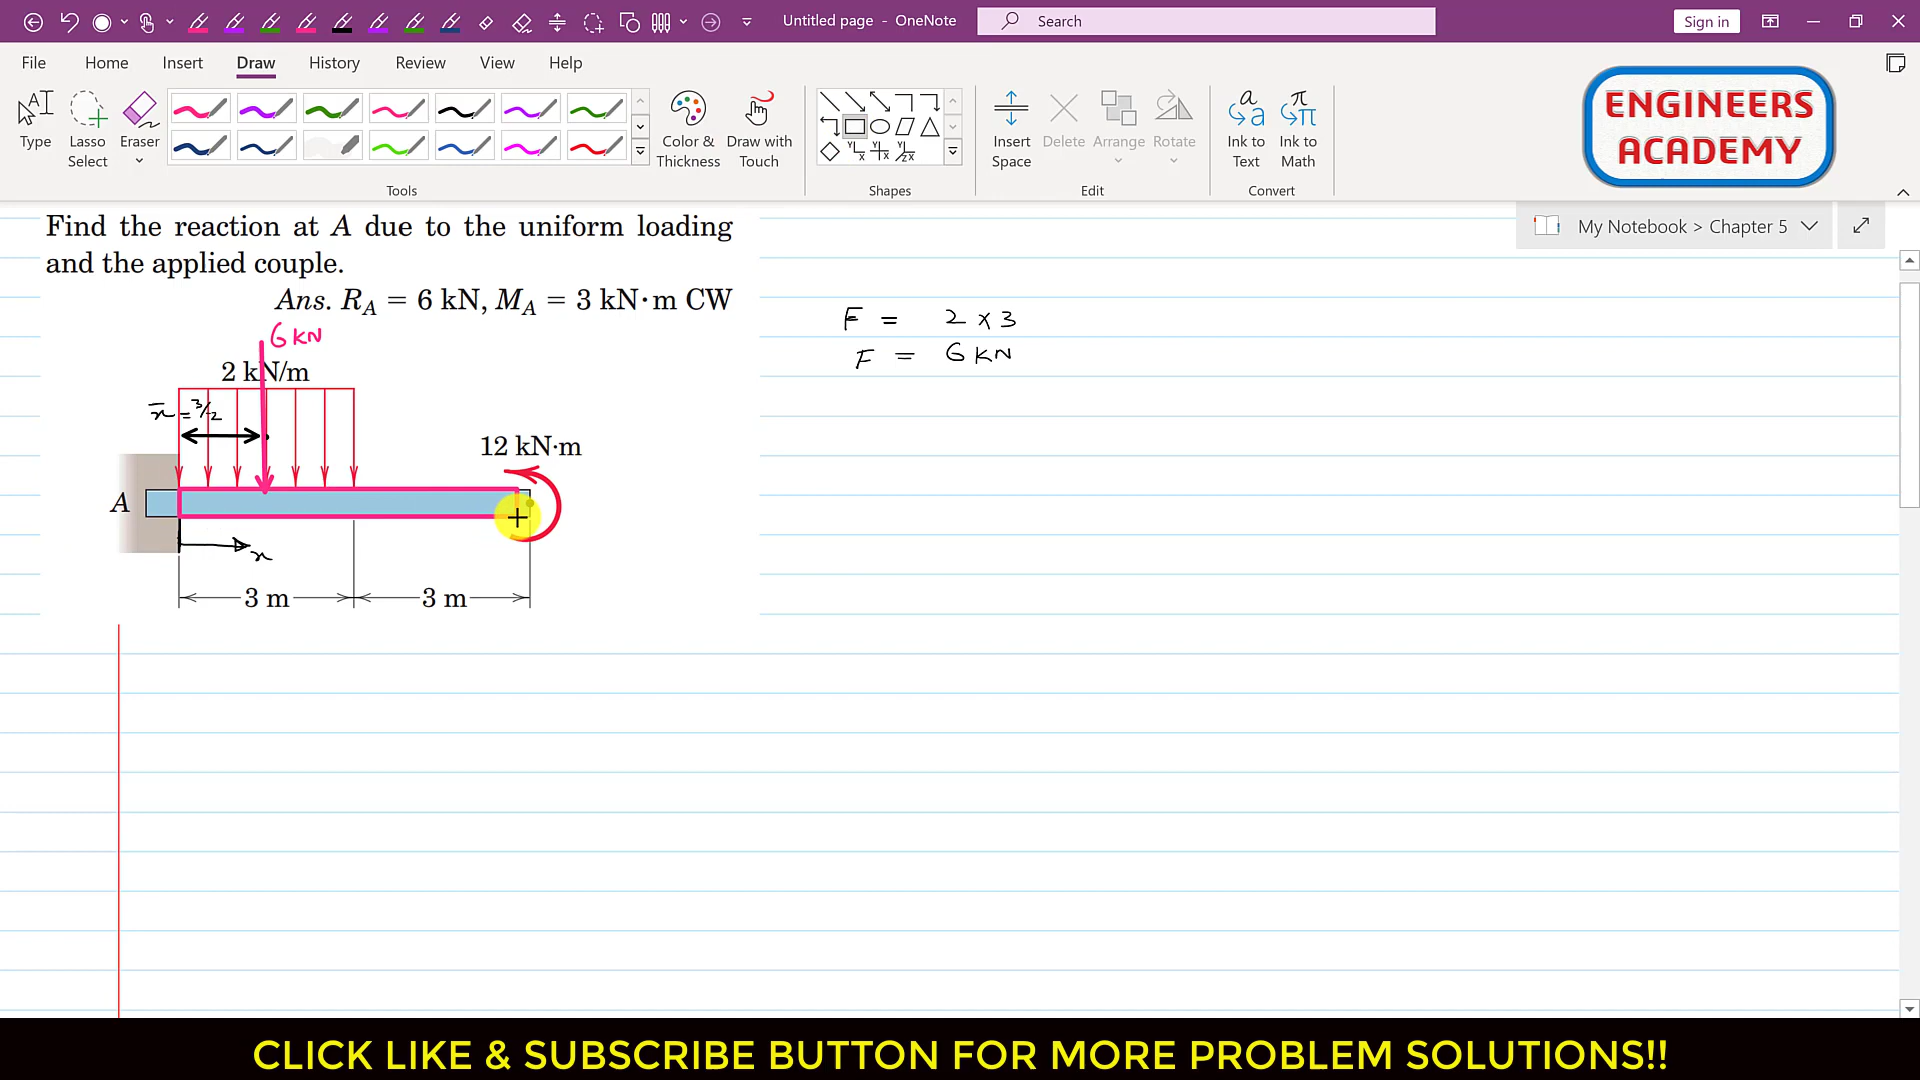 Untitled page - OneNote
Search
Sign in
File Home Insert Draw History Review View Help
Type
Lasso Select
Eraser
Color & Thickness
Draw with Touch
Insert Space
Delete
Arrange
Rotate
Ink to Text
Ink to Math
Tools Shapes Edit Convert
ENGINEERS
ACADEMY
My Notebook > Chapter 5
Find the reaction at A due to the uniform loading
and the applied couple.
Ans. R_A = 6 kN, M_A = 3 kN·m CW
F = 2 × 3
F = 6 KN
6 KN
2 kN/m
x̄ = 3/2
12 kN·m
A
x
3 m 3 m
CLICK LIKE & SUBSCRIBE BUTTON FOR MORE PROBLEM SOLUTIONS!!